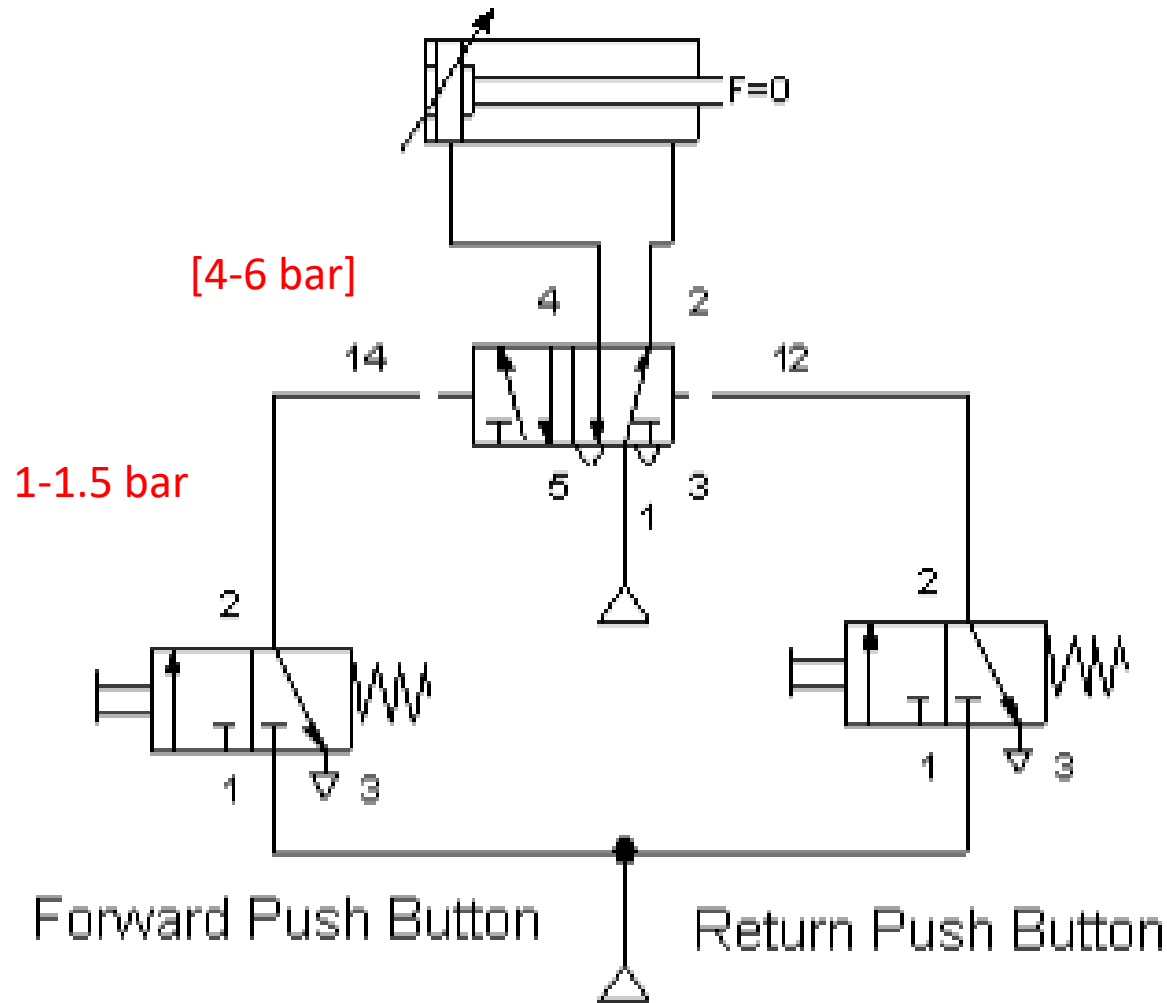 F=0
[4-6 bar]
4 2
14 12
1-1.5 bar
5 3
1
2 2
1 3 1 3
Forward Push Button
Return Push Button